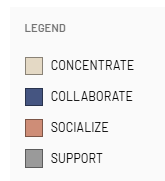 LEGEND
CONCENTRATE
COLLABORATE
SOCIALIZE
SUPPORT